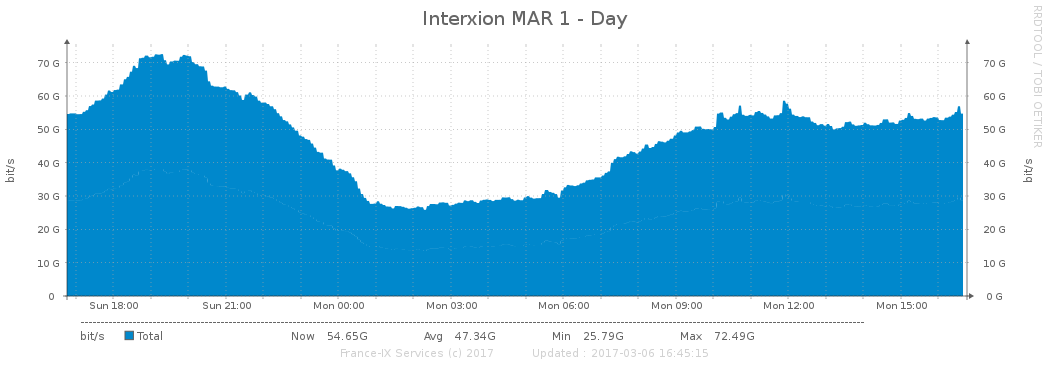 Interxion MAR 1 - Day
RRDTOOL / TOBI OETIKER
bit/s
70 G 70 G
60 G 60 G
50 G 50 G
40 G 40 G
30 G 30 G
20 G 20 G
10 G 10 G
0 0 G
bit/s
Sun 18:00 Sun 21:00 Mon 00:00 Mon 03:00 Mon 06:00 Mon 09:00 Mon 12:00 Mon 15:00
bit/s Total Now 54.65G Avg 47.34G Min 25.79G Max 72.49G
France-IX Services (c) 2017 Updated : 2017-03-06 16:45:15